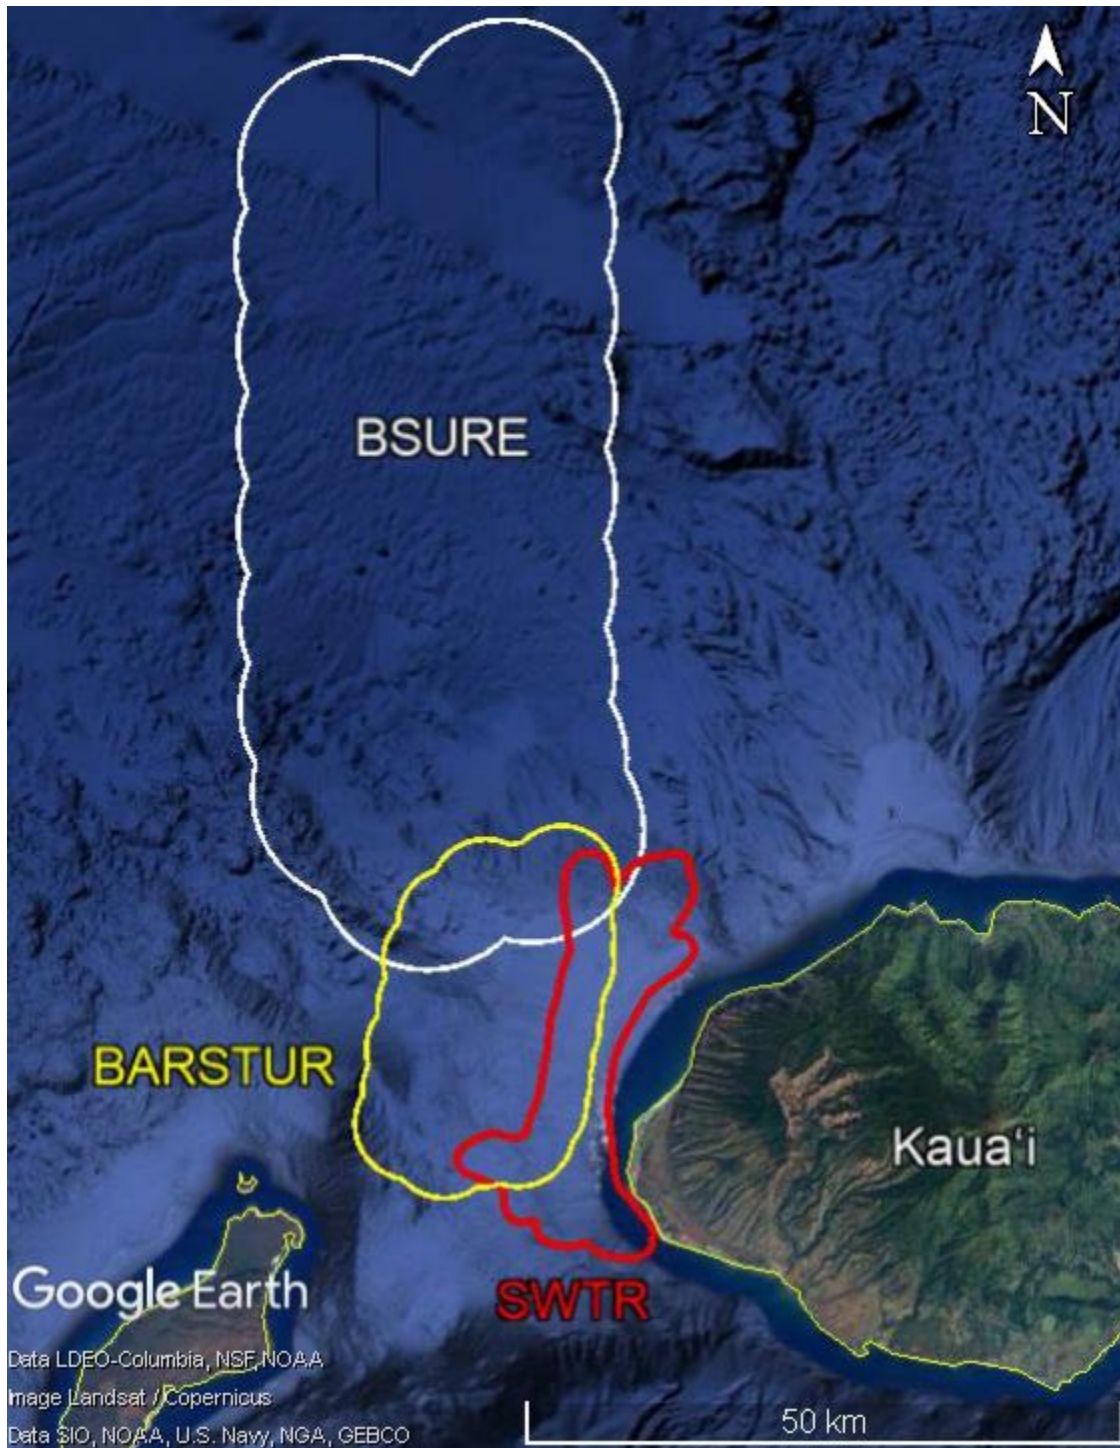 N
BSURE
BARSTUR
Kauaʻi
Google Earth
SWTR
Data LDEO-Columbia, NSF, NOAA
Image Landsat / Copernicus
Data SIO, NOAA, U.S. Navy, NGA, GEBCO
50 km